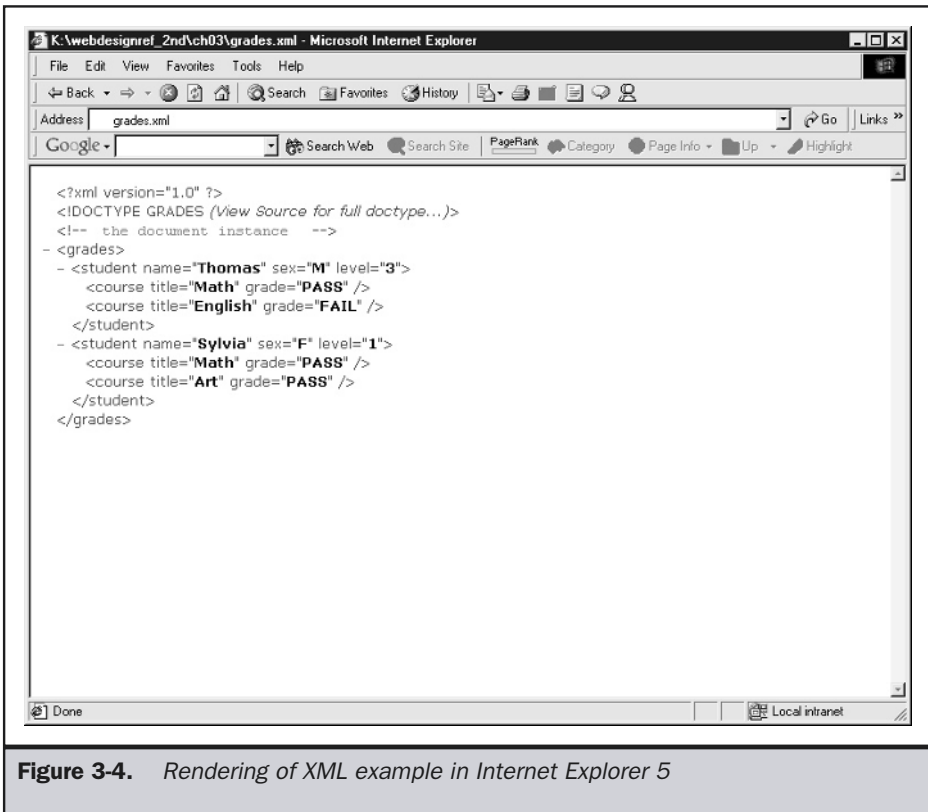 K:\webdesignref_2nd\ch03\grades.xml - Microsoft Internet Explorer
File Edit View Favorites Tools Help
Back Search Favorites History
Address grades.xml Go Links »
Google Search Web Search Site PageRank Category Page Info Up Highlight
<?xml version="1.0" ?>
<!DOCTYPE GRADES (View Source for full doctype...)>
<!-- the document instance -->
- <grades>
- <student name="Thomas" sex="M" level="3">
<course title="Math" grade="PASS" />
<course title="English" grade="FAIL" />
</student>
- <student name="Sylvia" sex="F" level="1">
<course title="Math" grade="PASS" />
<course title="Art" grade="PASS" />
</student>
</grades>
Done Local intranet
Figure 3-4. Rendering of XML example in Internet Explorer 5